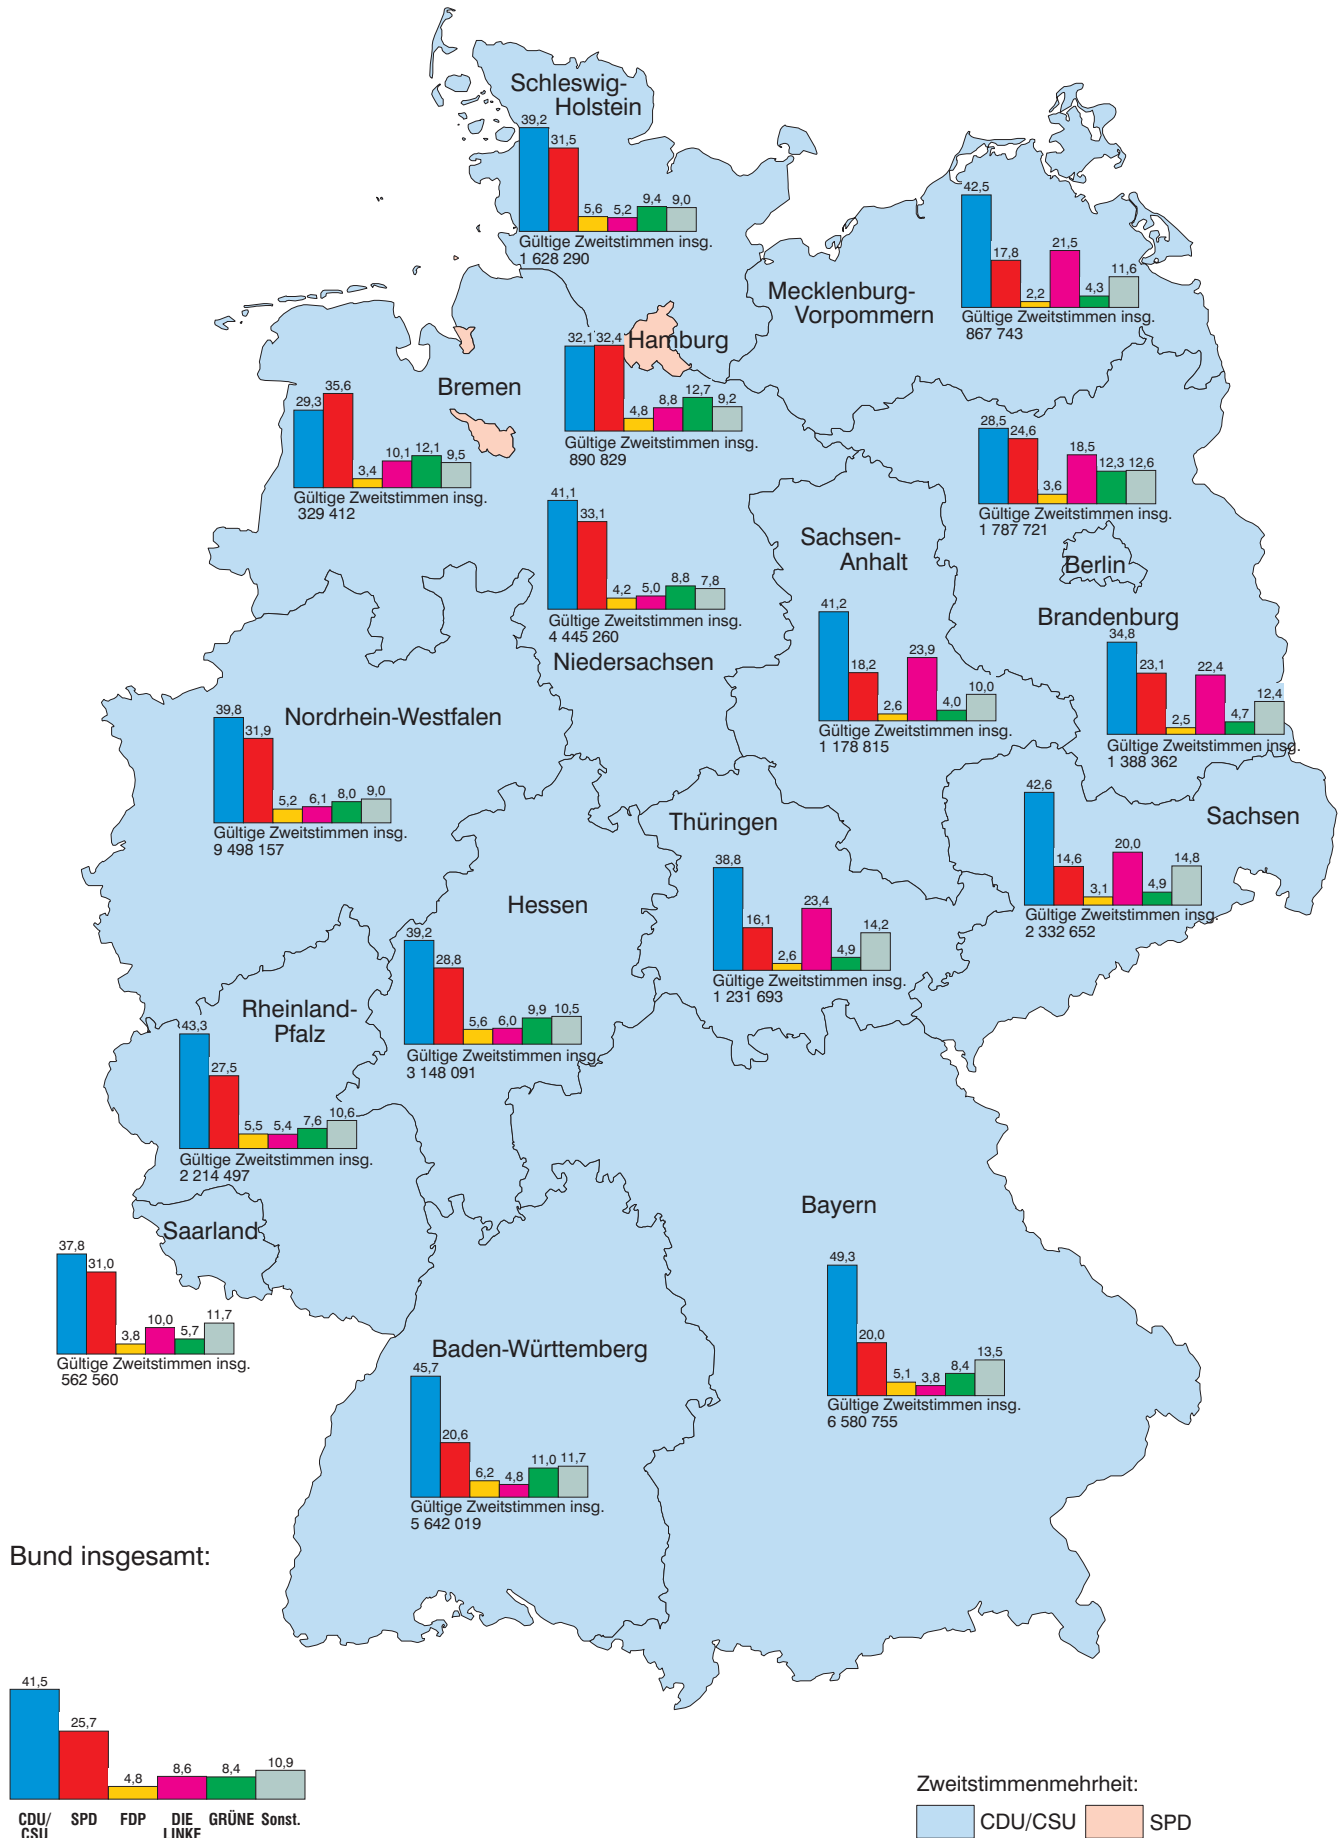 Schleswig-
Holstein
39,2
31,5
5,6
5,2
9,4
9,0
Gültige Zweitstimmen insg.
1 628 290
42,5
17,8
2,2
21,5
4,3
11,6
Mecklenburg-
Vorpommern
Gültige Zweitstimmen insg.
867 743
Hamburg
32,1
32,4
4,8
8,8
12,7
9,2
Gültige Zweitstimmen insg.
890 829
Bremen
29,3
35,6
3,4
10,1
12,1
9,5
Gültige Zweitstimmen insg.
329 412
28,5
24,6
3,6
18,5
12,3
12,6
Gültige Zweitstimmen insg.
1 787 721
Berlin
41,1
33,1
4,2
5,0
8,8
7,8
Gültige Zweitstimmen insg.
4 445 260
Niedersachsen
Sachsen-
Anhalt
41,2
18,2
2,6
23,9
4,0
10,0
Gültige Zweitstimmen insg.
1 178 815
Brandenburg
34,8
23,1
2,5
22,4
4,7
12,4
Gültige Zweitstimmen insg.
1 388 362
Nordrhein-Westfalen
39,8
31,9
5,2
6,1
8,0
9,0
Gültige Zweitstimmen insg.
9 498 157
Sachsen
42,6
14,6
3,1
20,0
4,9
14,8
Gültige Zweitstimmen insg.
2 332 652
Thüringen
38,8
16,1
2,6
23,4
4,9
14,2
Gültige Zweitstimmen insg.
1 231 693
Hessen
39,2
28,8
5,6
6,0
9,9
10,5
Gültige Zweitstimmen insg.
3 148 091
Rheinland-
Pfalz
43,3
27,5
5,5
5,4
7,6
10,6
Gültige Zweitstimmen insg.
2 214 497
Saarland
37,8
31,0
3,8
10,0
5,7
11,7
Gültige Zweitstimmen insg.
562 560
Bayern
49,3
20,0
5,1
3,8
8,4
13,5
Gültige Zweitstimmen insg.
6 580 755
Baden-Württemberg
45,7
20,6
6,2
4,8
11,0
11,7
Gültige Zweitstimmen insg.
5 642 019
Bund insgesamt:
41,5
25,7
4,8
8,6
8,4
10,9
CDU/
CSU
SPD
FDP
DIE
LINKE
GRÜNE
Sonst.
Zweitstimmenmehrheit:
CDU/CSU
SPD